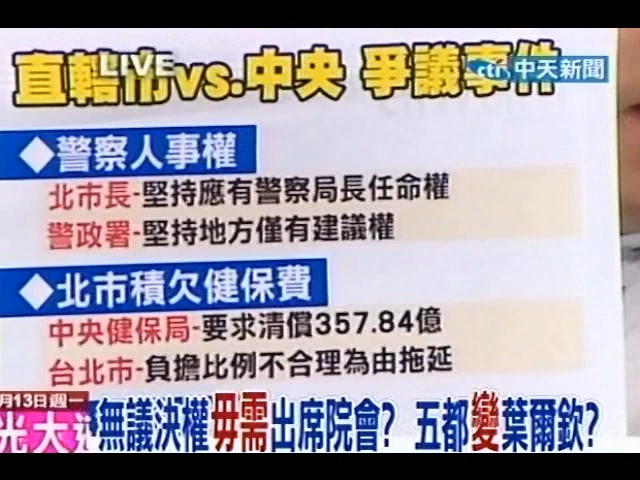 LIVE
cti 中天新聞
直轄市vs.中央 爭議事件
◆警察人事權
北市長-堅持應有警察局長任命權
警政署-堅持地方僅有建議權
◆北市積欠健保費
中央健保局-要求清償357.84億
台北市-負擔比例不合理為由拖延
月13日週一
光大
無議決權毋需出席院會? 五都變葉爾欽?